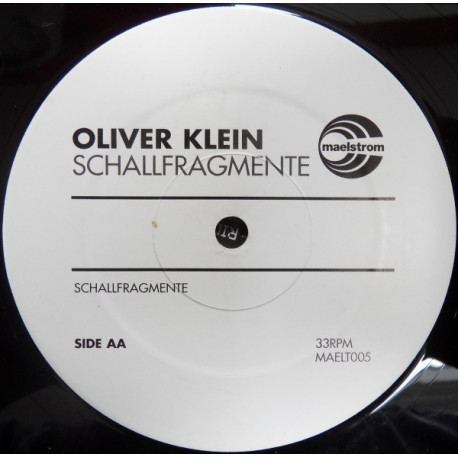 OLIVER KLEIN
SCHALLFRAGMENTE
maelstrom
SCHALLFRAGMENTE
SIDE AA
33RPM
MAELT005